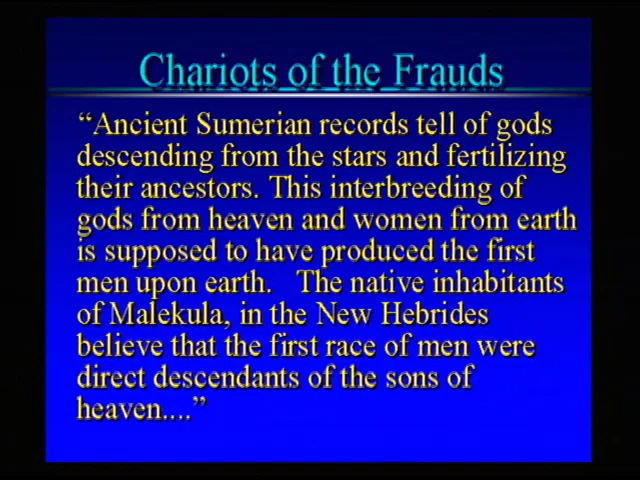 Chariots of the Frauds
“Ancient Sumerian records tell of gods
descending from the stars and fertilizing
their ancestors. This interbreeding of
gods from heaven and women from earth
is supposed to have produced the first
men upon earth.   The native inhabitants
of Malekula, in the New Hebrides
believe that the first race of men were
direct descendants of the sons of
heaven....”